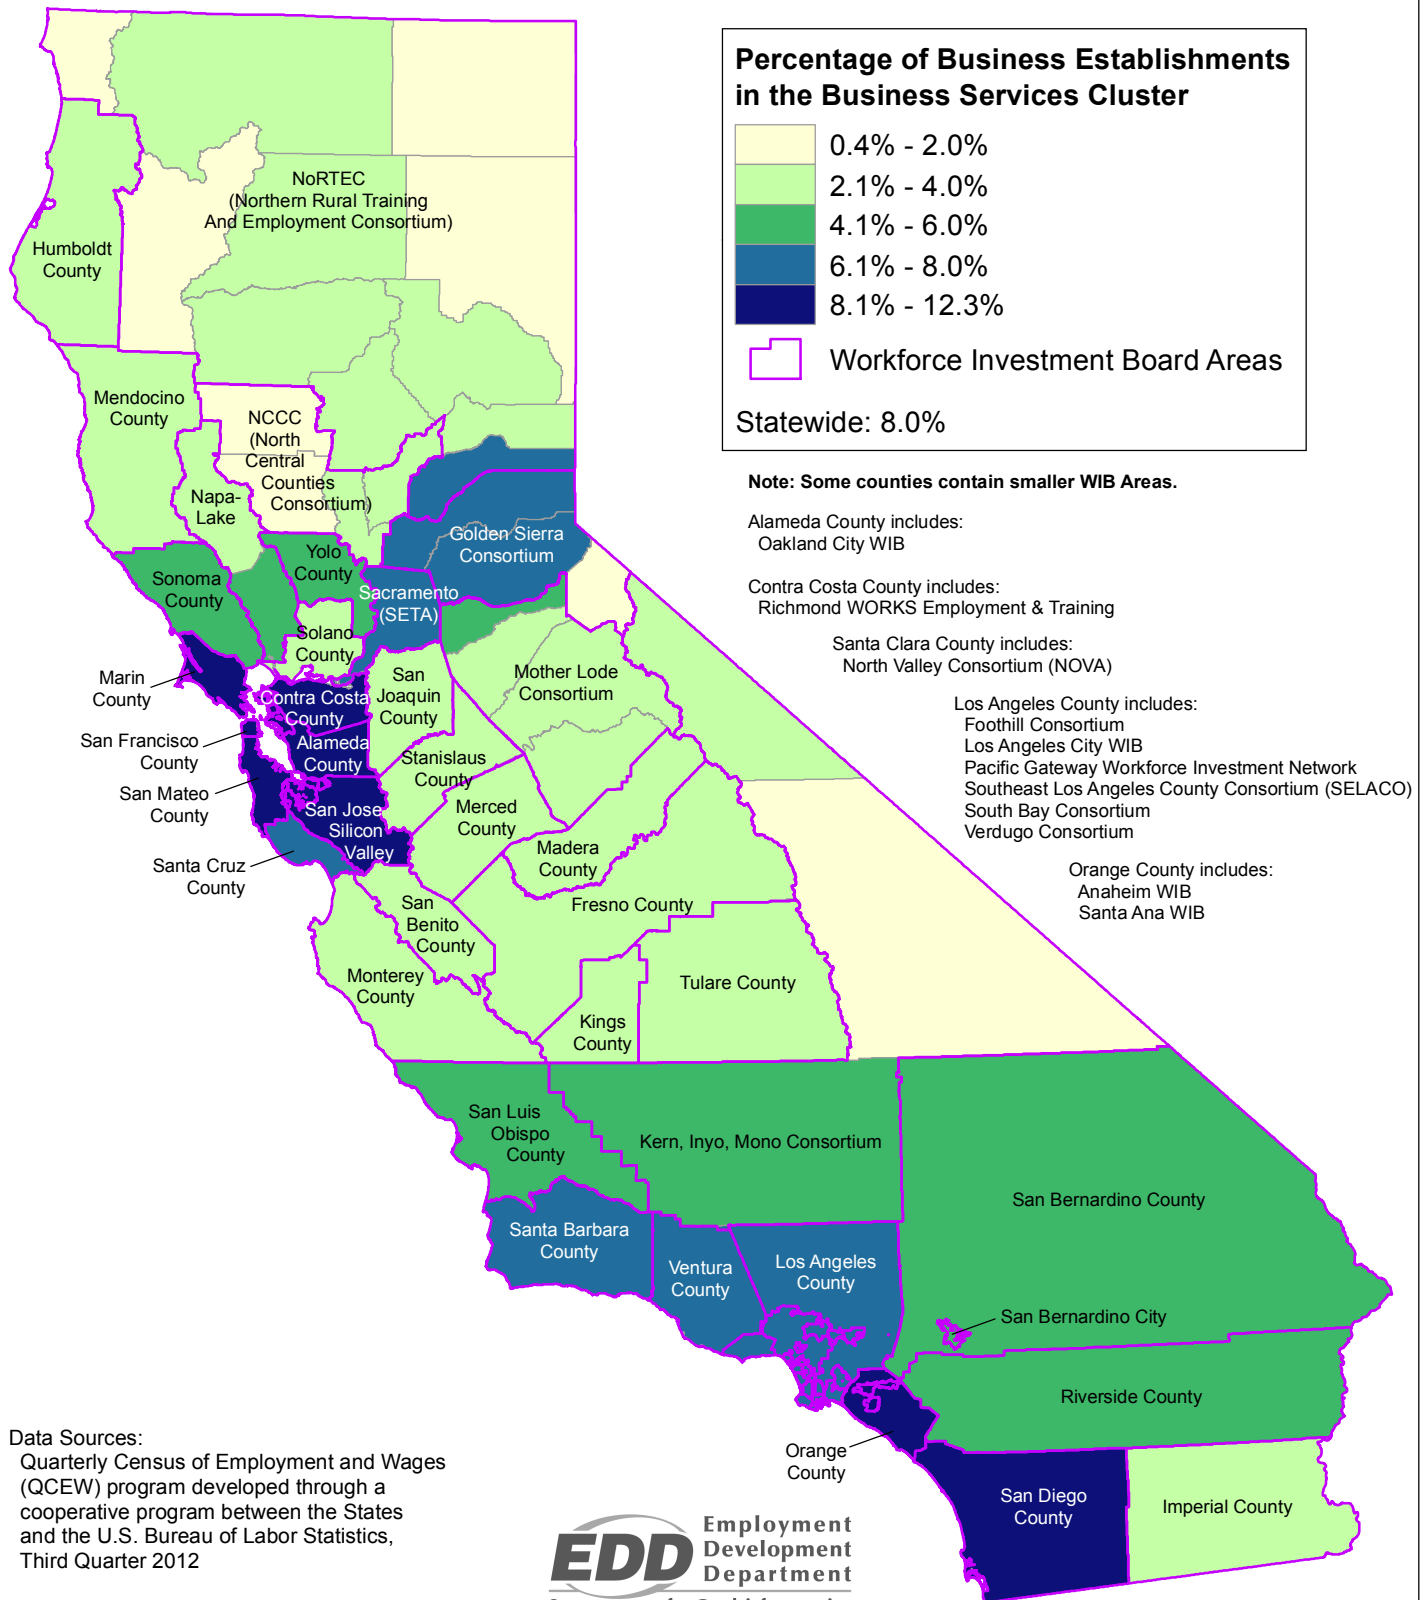 Percentage of Business Establishments
in the Business Services Cluster
0.4% - 2.0%
2.1% - 4.0%
4.1% - 6.0%
6.1% - 8.0%
8.1% - 12.3%
Workforce Investment Board Areas
Statewide: 8.0%
Note: Some counties contain smaller WIB Areas.
Alameda County includes:
Oakland City WIB
Contra Costa County includes:
Richmond WORKS Employment & Training
Santa Clara County includes:
North Valley Consortium (NOVA)
Los Angeles County includes:
Foothill Consortium
Los Angeles City WIB
Pacific Gateway Workforce Investment Network
Southeast Los Angeles County Consortium (SELACO)
South Bay Consortium
Verdugo Consortium
Orange County includes:
Anaheim WIB
Santa Ana WIB
NoRTEC
(Northern Rural Training
And Employment Consortium)
Humboldt
County
Mendocino
County
NCCC
(North
Central
Counties
Consortium)
Napa-
Lake
Golden Sierra
Consortium
Yolo
County
Sonoma
County
Sacramento
(SETA)
Solano
County
Marin
County
Contra Costa
County
San
Joaquin
County
Mother Lode
Consortium
San Francisco
County
Alameda
County
Stanislaus
County
San Mateo
County
San Jose
Silicon
Valley
Merced
County
Santa Cruz
County
Madera
County
San
Benito
County
Fresno County
Monterey
County
Tulare County
Kings
County
San Luis
Obispo
County
Kern, Inyo, Mono Consortium
San Bernardino County
Santa Barbara
County
Ventura
County
Los Angeles
County
San Bernardino City
Riverside County
Orange
County
San Diego
County
Imperial County
Data Sources:
Quarterly Census of Employment and Wages
(QCEW) program developed through a
cooperative program between the States
and the U.S. Bureau of Labor Statistics,
Third Quarter 2012
EDD
Employment
Development
Department